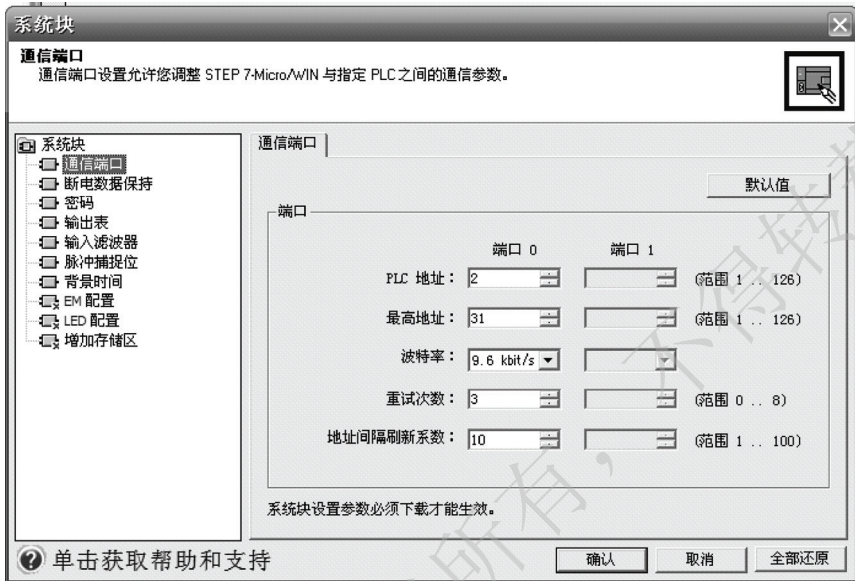 系统块
通信端口
通信端口设置允许您调整 STEP 7-Micro/WIN 与指定 PLC 之间的通信参数。
系统块
通信端口
断电数据保持
密码
输出表
输入滤波器
脉冲捕捉位
背景时间
EM 配置
LED 配置
增加存储区
通信端口
默认值
端口
端口 0 端口 1
PLC 地址： 2 (范围 1 .. 126)
最高地址： 31 (范围 1 .. 126)
波特率： 9.6 kbit/s
重试次数： 3 (范围 0 .. 8)
地址间隔刷新系数： 10 (范围 1 .. 100)
系统块设置参数必须下载才能生效。
单击获取帮助和支持
确认 取消 全部还原
所有，不得转载